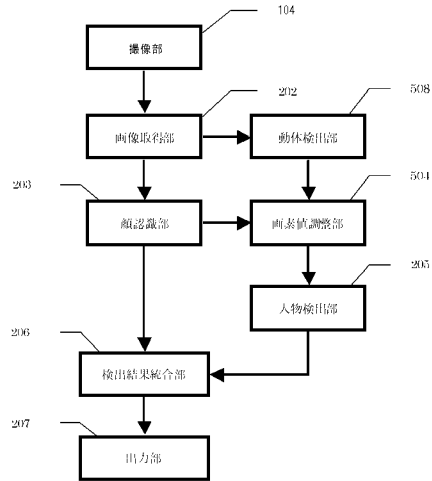 104
撮像部
202
508
画像取得部
動体検出部
203
504
顔認識部
画素値調整部
205
人物検出部
206
検出結果統合部
207
出力部